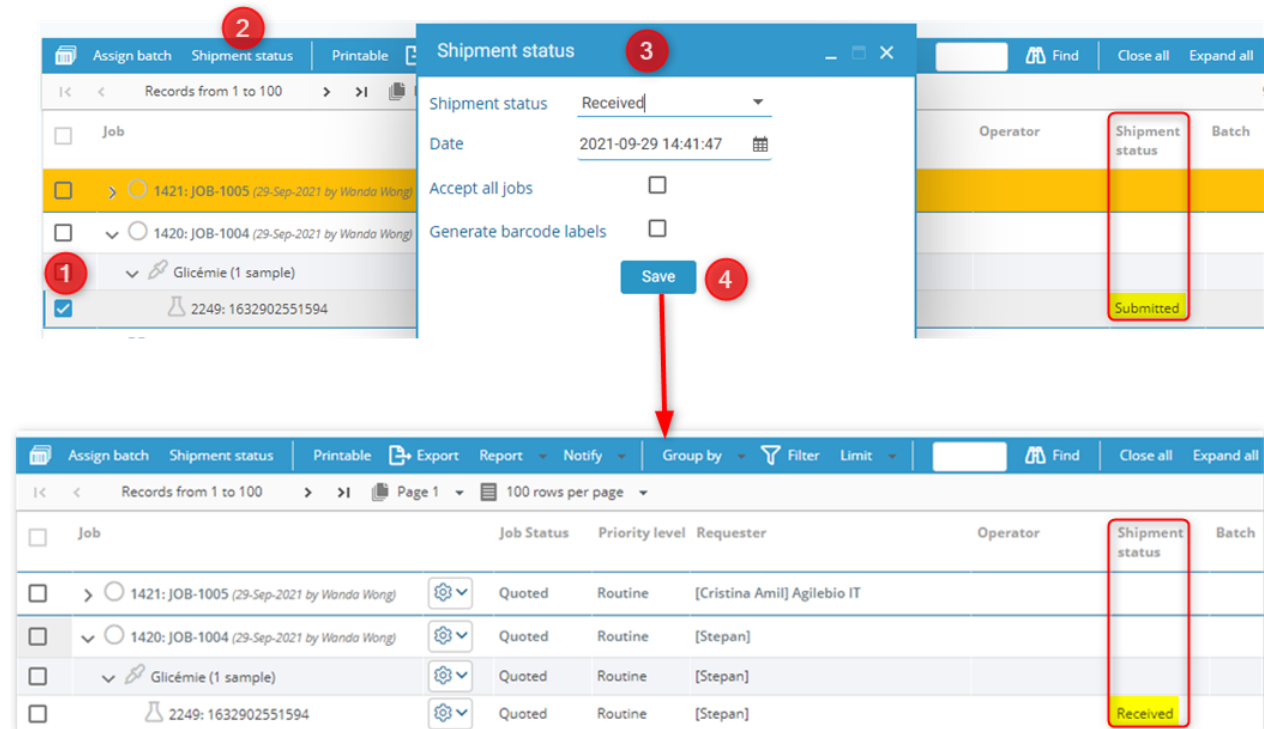 2
Assign batch Shipment status Printable
Shipment status 3
Find Close all Expand all
Records from 1 to 100
Shipment status Received
Job
Operator Shipment status Batch
Date 2021-09-29 14:41:47
Accept all jobs
1421: JOB-1005 (29-Sep-2021 by Wanda Wong)
Generate barcode labels
1420: JOB-1004 (29-Sep-2021 by Wanda Wong)
1
Glicémie (1 sample)
Save 4
2249: 1632902551594
Submitted
Assign batch Shipment status Printable Export Report Notify Group by Filter Limit Find Close all Expand all
Records from 1 to 100 Page 1 100 rows per page
Job Job Status Priority level Requester Operator Shipment status Batch
1421: JOB-1005 (29-Sep-2021 by Wanda Wong) Quoted Routine [Cristina Amil] Agilebio IT
1420: JOB-1004 (29-Sep-2021 by Wanda Wong) Quoted Routine [Stepan]
Glicémie (1 sample) Quoted Routine [Stepan]
2249: 1632902551594 Quoted Routine [Stepan] Received